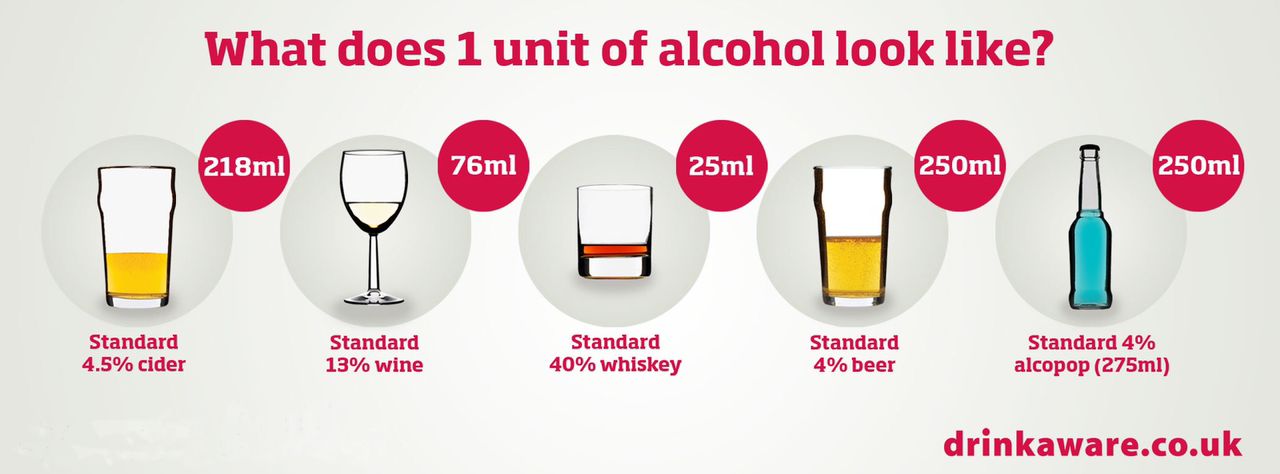 What does 1 unit of alcohol look like?
218ml
76ml
25ml
250ml
250ml
Standard
4.5% cider
Standard
13% wine
Standard
40% whiskey
Standard
4% beer
Standard 4%
alcopop (275ml)
drinkaware.co.uk